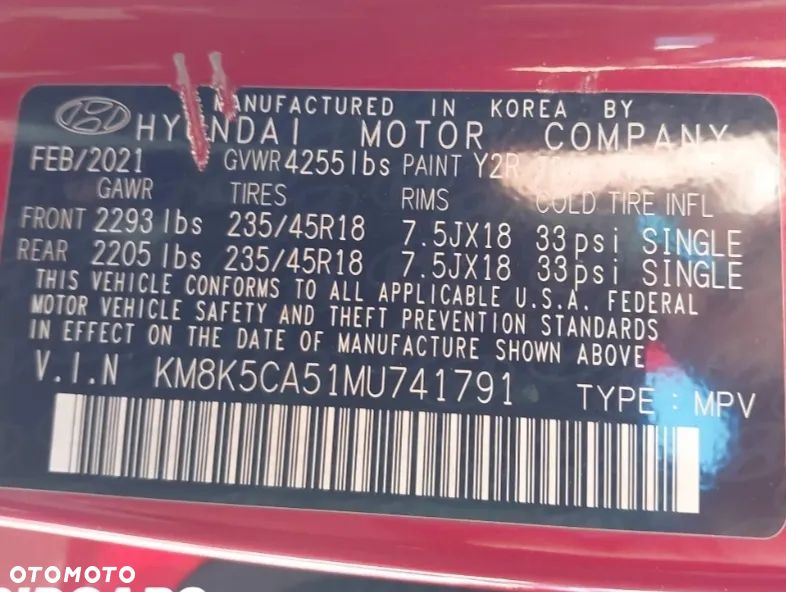 MANUFACTURED IN KOREA BY
HYUNDAI MOTOR COMPANY
FEB/2021 GVWR 4255lbs PAINT Y2R
GAWR TIRES RIMS COLD TIRE INFL
FRONT 2293 lbs 235/45R18 7.5JX18 33psi SINGLE
REAR 2205 lbs 235/45R18 7.5JX18 33psi SINGLE
THIS VEHICLE CONFORMS TO ALL APPLICABLE U.S.A. FEDERAL
MOTOR VEHICLE SAFETY AND THEFT PREVENTION STANDARDS
IN EFFECT ON THE DATE OF MANUFACTURE SHOWN ABOVE
V.I.N KM8K5CA51MU741791 TYPE : MPV
OTOMOTO